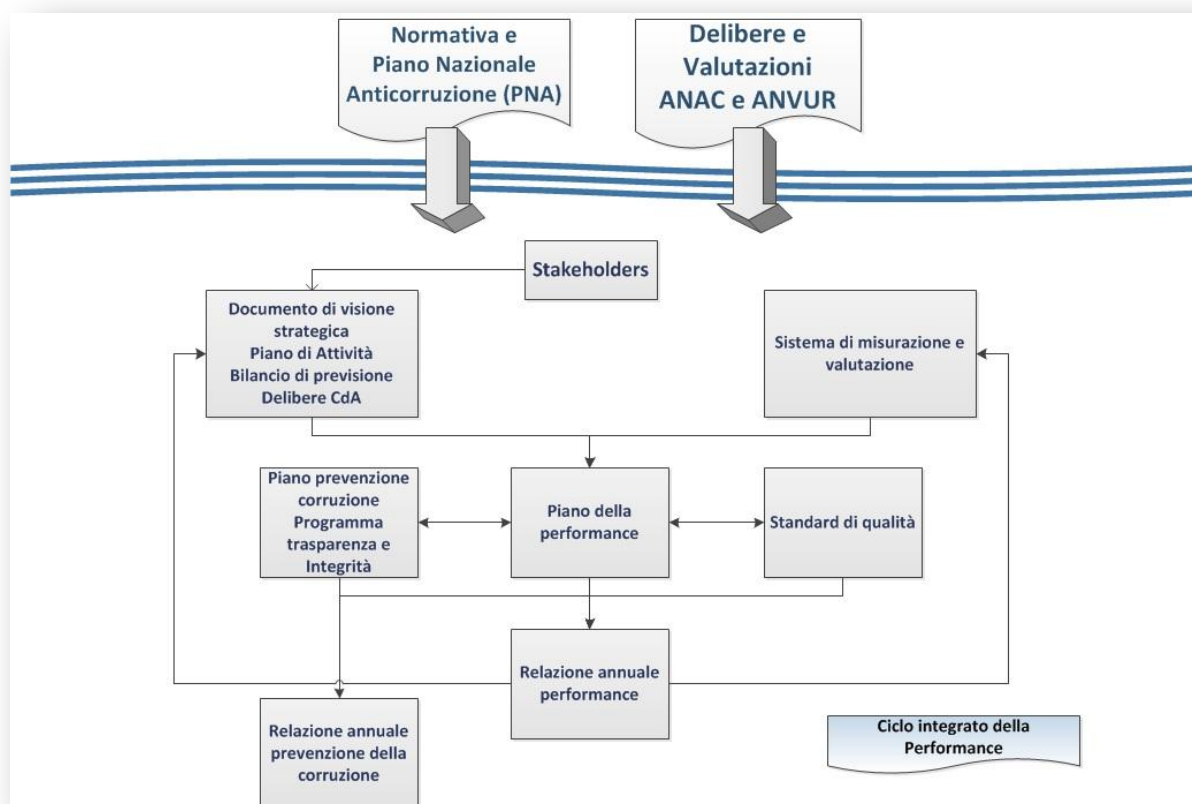 Normativa e
Piano Nazionale
Anticorruzione (PNA)
Delibere e
Valutazioni
ANAC e ANVUR
Stakeholders
Documento di visione
strategica
Piano di Attività
Bilancio di previsione
Delibere CdA
Sistema di misurazione e
valutazione
Piano prevenzione
corruzione
Programma
trasparenza e
Integrità
Piano della
performance
Standard di qualità
Relazione annuale
performance
Relazione annuale
prevenzione della
corruzione
Ciclo integrato della
Performance